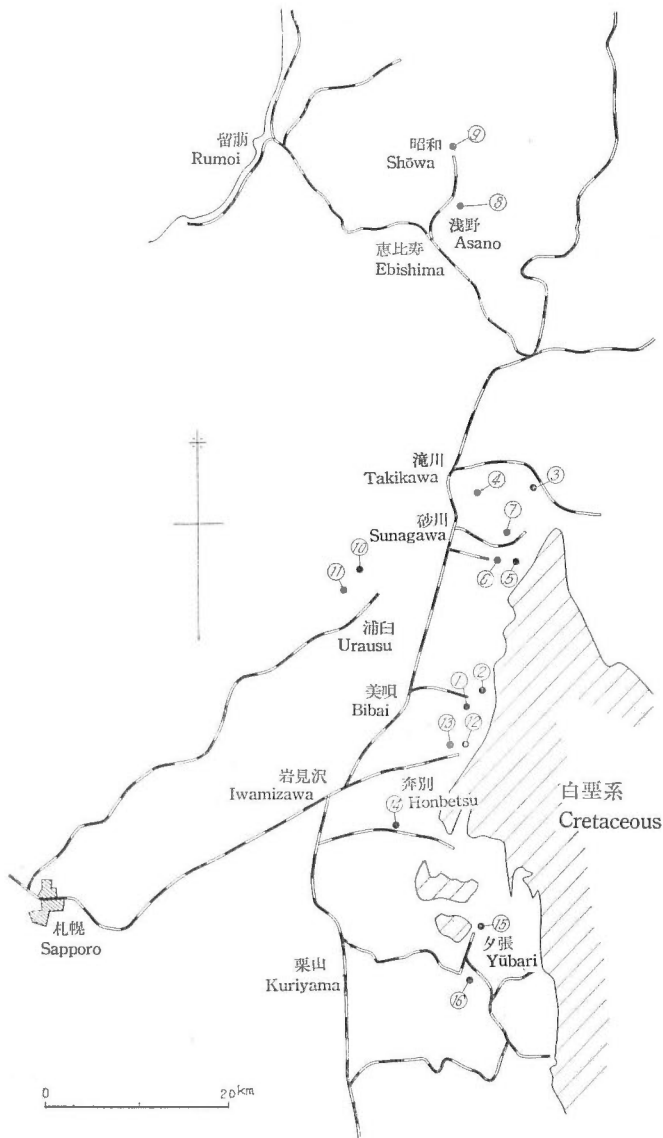 留萠
Rumoi
昭和
Shōwa
⑨
⑧
浅野
Asano
恵比寿
Ebishima
滝川
Takikawa
④
③
砂川
Sunagawa
⑦
⑥
⑤
⑩
⑪
浦臼
Urausu
①
②
美唄
Bibai
⑬
⑫
岩見沢
Iwamizawa
奔別
Honbetsu
⑭
白堊系
Cretaceous
札幌
Sapporo
⑮
夕張
Yūbari
栗山
Kuriyama
⑯
0 20km